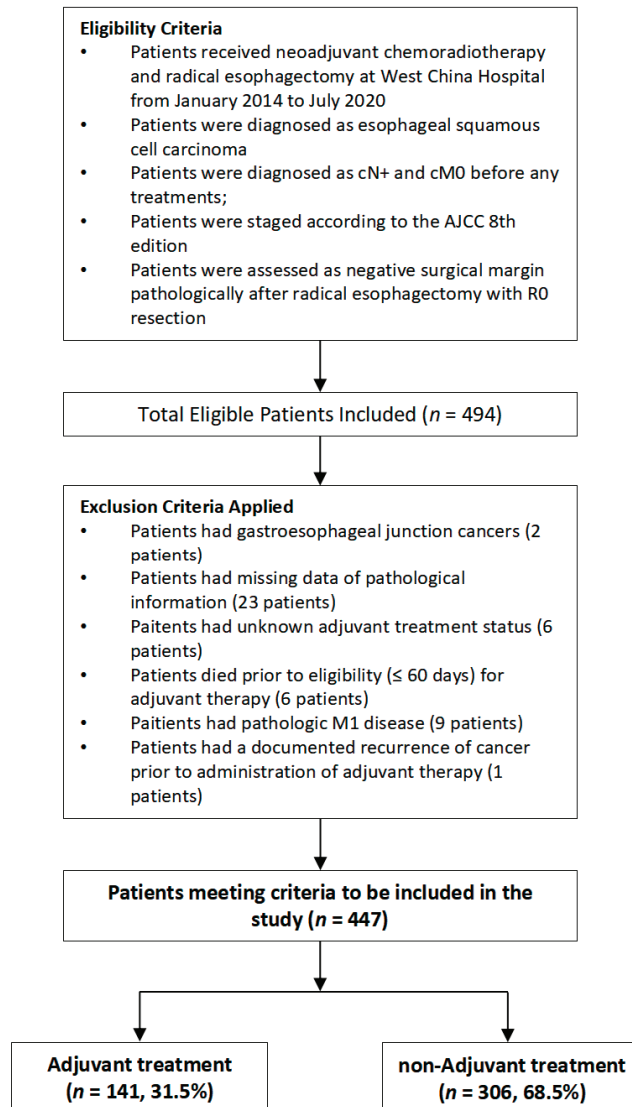 Eligibility Criteria
• Patients received neoadjuvant chemoradiotherapy
and radical esophagectomy at West China Hospital
from January 2014 to July 2020
• Patients were diagnosed as esophageal squamous
cell carcinoma
• Patients were diagnosed as cN+ and cM0 before any
treatments;
• Patients were staged according to the AJCC 8th
edition
• Patients were assessed as negative surgical margin
pathologically after radical esophagectomy with R0
resection
Total Eligible Patients Included (n = 494)
Exclusion Criteria Applied
• Patients had gastroesophageal junction cancers (2
patients)
• Patients had missing data of pathological
information (23 patients)
• Paitents had unknown adjuvant treatment status (6
patients)
• Patients died prior to eligibility (≤ 60 days) for
adjuvant therapy (6 patients)
• Paitients had pathologic M1 disease (9 patients)
• Patients had a documented recurrence of cancer
prior to administration of adjuvant therapy (1
patients)
Patients meeting criteria to be included in the
study (n = 447)
Adjuvant treatment
(n = 141, 31.5%)
non-Adjuvant treatment
(n = 306, 68.5%)